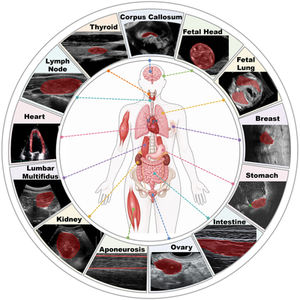 Corpus Callosum
Thyroid
Fetal Head
Lymph
Node
Fetal
Lung
Heart
Breast
Lumbar
Multifidus
Stomach
Kidney
Intestine
Aponeurosis
Ovary